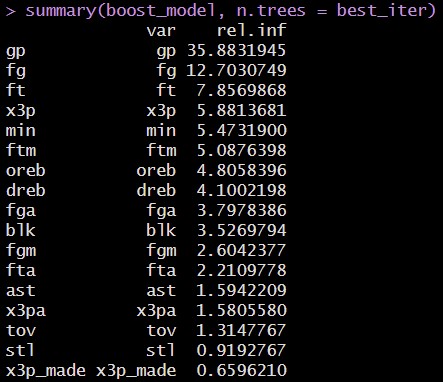 > summary(boost_model, n.trees = best_iter)
var rel.inf
gp gp 35.8831945
fg fg 12.7030749
ft ft 7.8569868
x3p x3p 5.8813681
min min 5.4731900
ftm ftm 5.0876398
oreb oreb 4.8058396
dreb dreb 4.1002198
fga fga 3.7978386
blk blk 3.5269794
fgm fgm 2.6042377
fta fta 2.2109778
ast ast 1.5942209
x3pa x3pa 1.5805580
tov tov 1.3147767
stl stl 0.9192767
x3p_made x3p_made 0.6596210